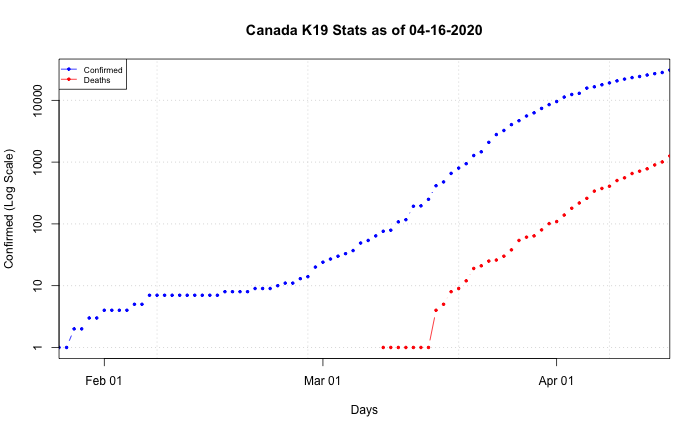 Canada K19 Stats as of 04-16-2020
Confirmed
Deaths
10000
1000
100
10
1
Confirmed (Log Scale)
Feb 01
Mar 01
Apr 01
Days